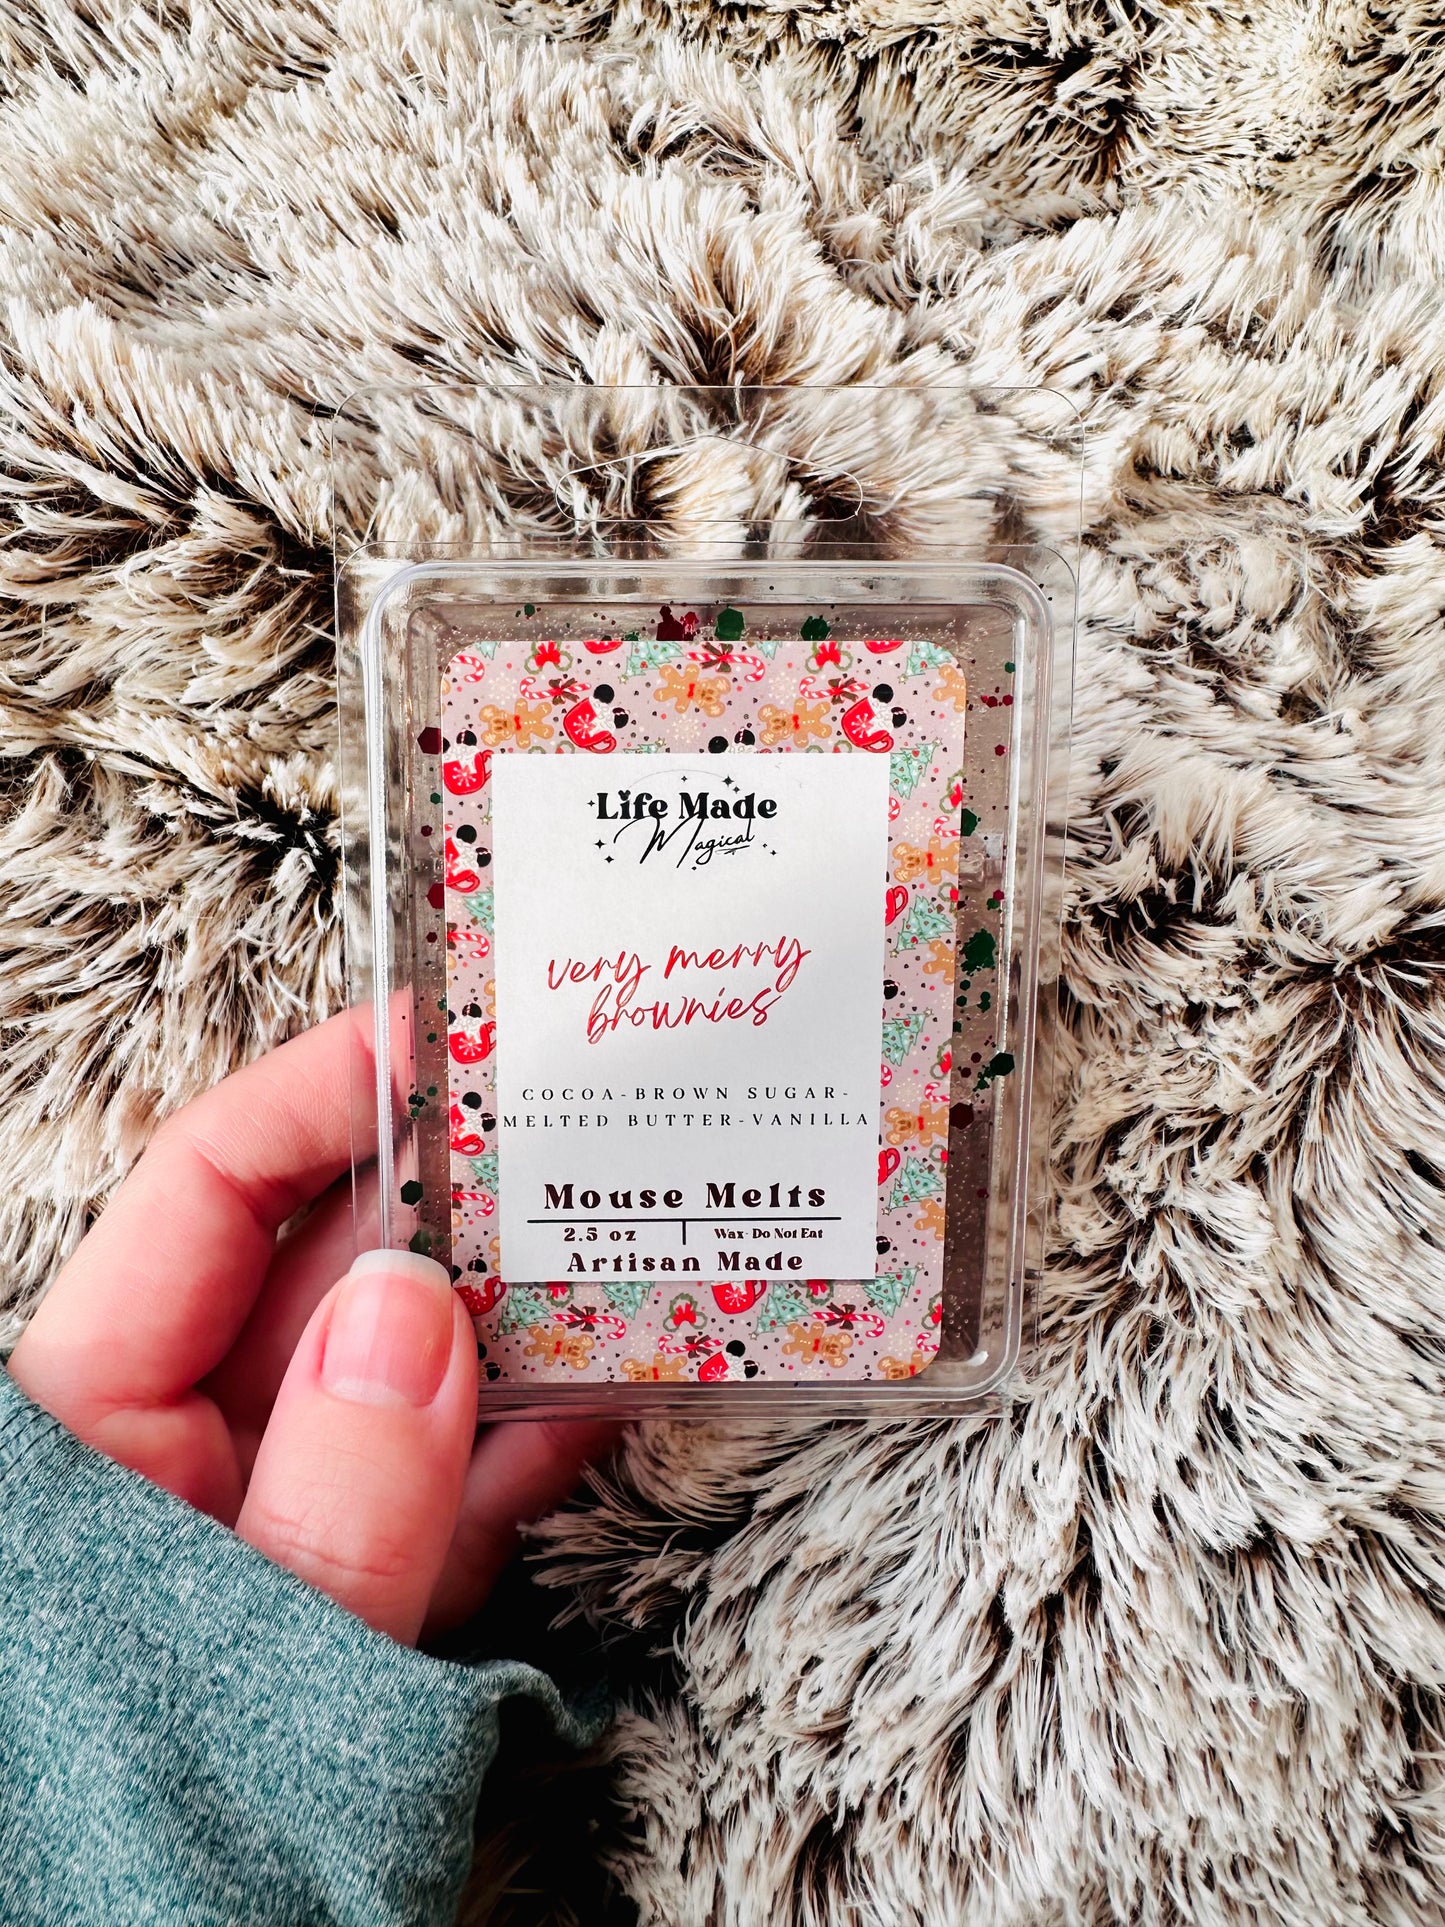 Life Made
Magical
very merry
brownies
COCOA-BROWN SUGAR-
MELTED BUTTER-VANILLA
Mouse Melts
2.5 oz Wax- Do Not Eat
Artisan Made